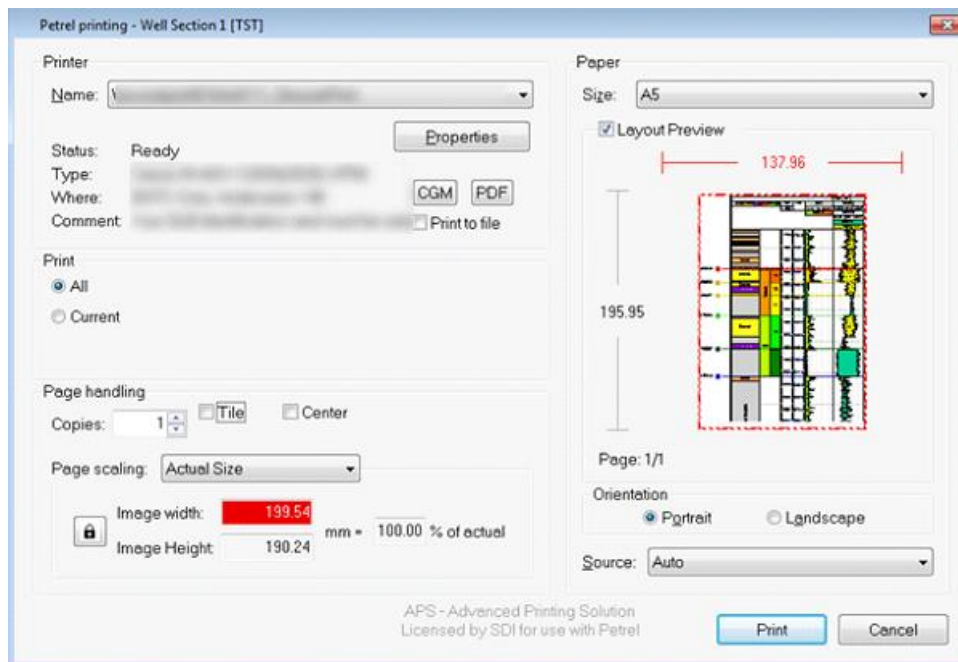 Petrel printing - Well Section 1 [TST]
Printer
Name:
Properties
Status: Ready
Type:
Where:
CGM PDF
Comment:
Print to file
Print
All
Current
Page handling
Copies: 1 Tile Center
Page scaling: Actual Size
Image width: 199.54
mm = 100.00 % of actual
Image Height: 190.24
Paper
Size: A5
Layout Preview
137.96
195.95
Page: 1/1
Orientation
Portrait Landscape
Source: Auto
APS - Advanced Printing Solution
Licensed by SDI for use with Petrel
Print Cancel